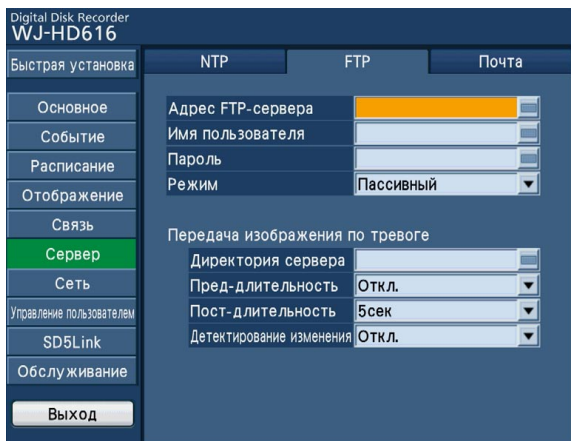 Digital Disk Recorder
WJ-HD616
Быстрая установка
NTP
FTP
Почта
Основное
Событие
Расписание
Отображение
Связь
Сервер
Сеть
Управление пользователем
SD5Link
Обслуживание
Выход
Адрес FTP-сервера
Имя пользователя
Пароль
Режим Пассивный
Передача изображения по тревоге
Директория сервера
Пред-длительность Откл.
Пост-длительность 5сек
Детектирование изменения Откл.